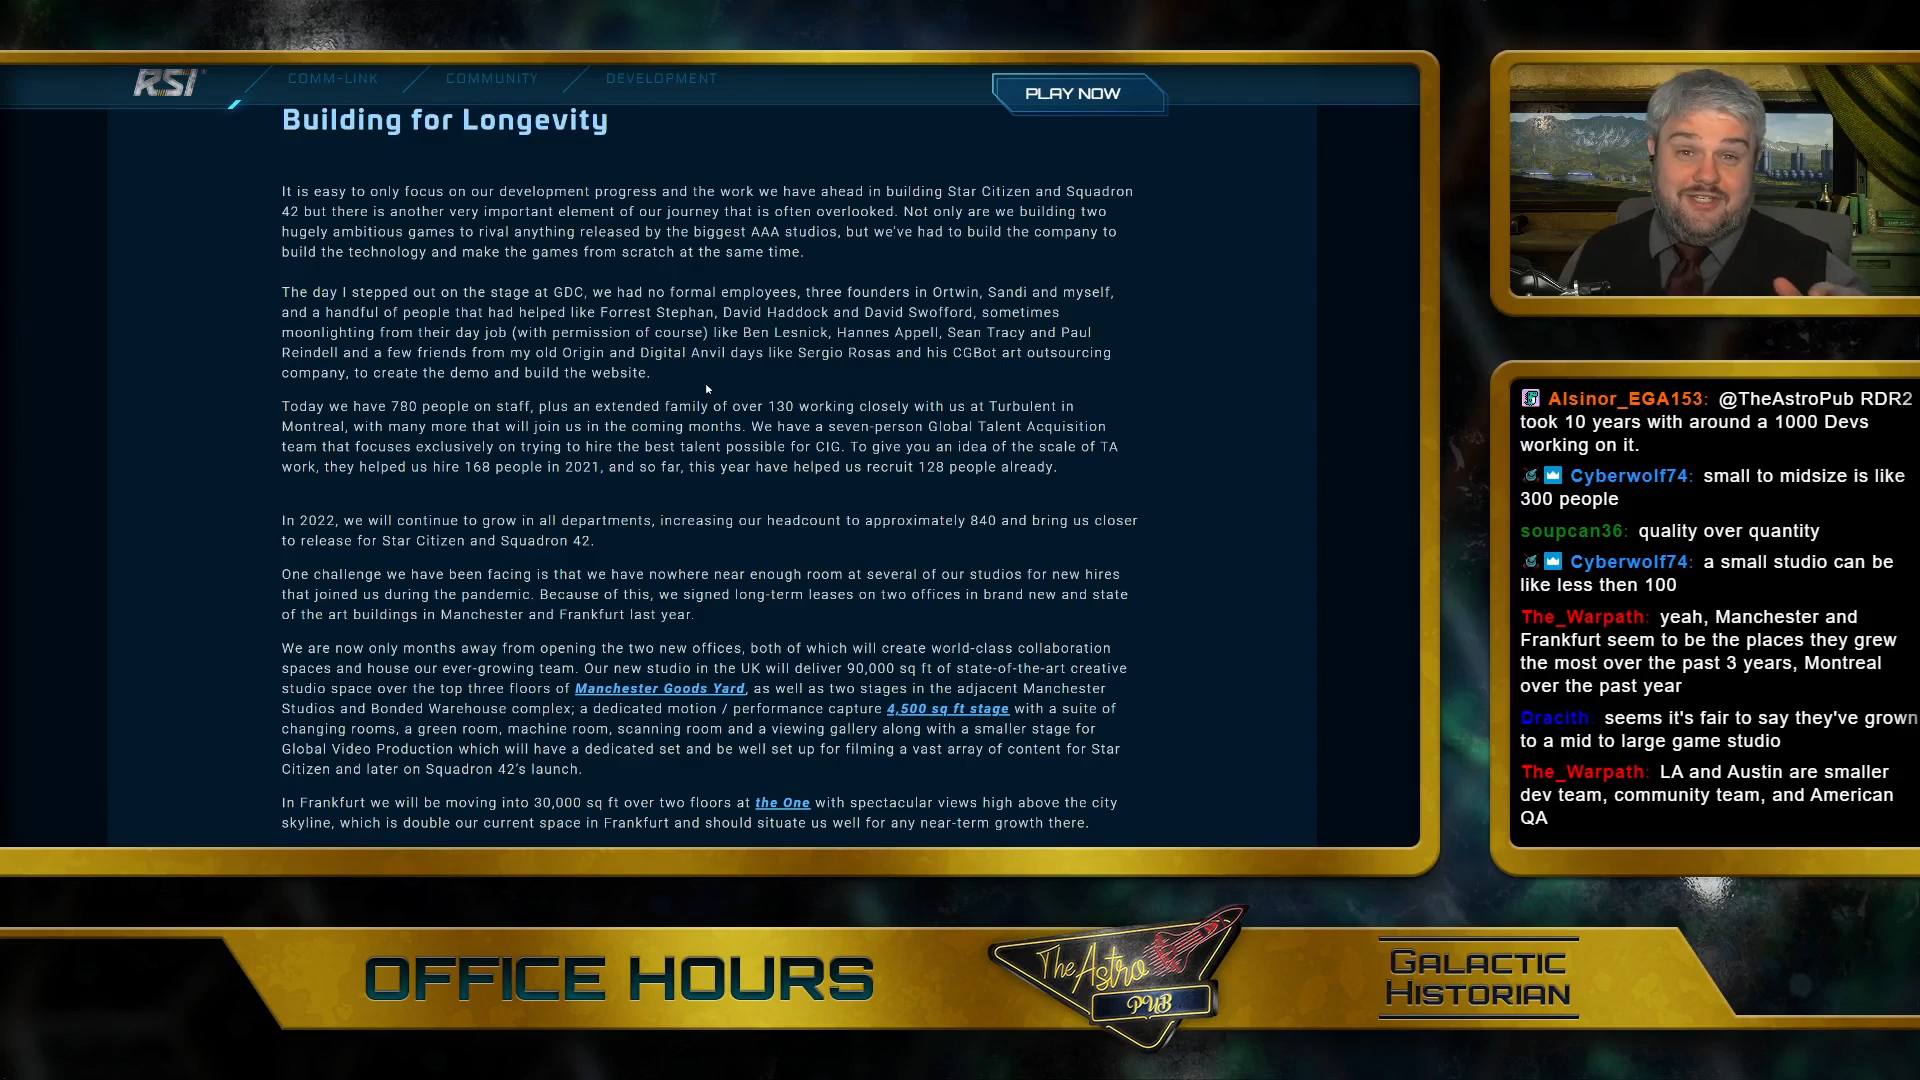 RSI
COMM-LINK
COMMUNITY
DEVELOPMENT
PLAY NOW
Building for Longevity
It is easy to only focus on our development progress and the work we have ahead in building Star Citizen and Squadron
42 but there is another very important element of our journey that is often overlooked. Not only are we building two
hugely ambitious games to rival anything released by the biggest AAA studios, but we've had to build the company to
build the technology and make the games from scratch at the same time.
The day I stepped out on the stage at GDC, we had no formal employees, three founders in Ortwin, Sandi and myself,
and a handful of people that had helped like Forrest Stephan, David Haddock and David Swofford, sometimes
moonlighting from their day job (with permission of course) like Ben Lesnick, Hannes Appell, Sean Tracy and Paul
Reindell and a few friends from my old Origin and Digital Anvil days like Sergio Rosas and his CGBot art outsourcing
company, to create the demo and build the website.
Today we have 780 people on staff, plus an extended family of over 130 working closely with us at Turbulent in
Montreal, with many more that will join us in the coming months. We have a seven-person Global Talent Acquisition
team that focuses exclusively on trying to hire the best talent possible for CIG. To give you an idea of the scale of TA
work, they helped us hire 168 people in 2021, and so far, this year have helped us recruit 128 people already.
In 2022, we will continue to grow in all departments, increasing our headcount to approximately 840 and bring us closer
to release for Star Citizen and Squadron 42.
One challenge we have been facing is that we have nowhere near enough room at several of our studios for new hires
that joined us during the pandemic. Because of this, we signed long-term leases on two offices in brand new and state
of the art buildings in Manchester and Frankfurt last year.
We are now only months away from opening the two new offices, both of which will create world-class collaboration
spaces and house our ever-growing team. Our new studio in the UK will deliver 90,000 sq ft of state-of-the-art creative
studio space over the top three floors of Manchester Goods Yard, as well as two stages in the adjacent Manchester
Studios and Bonded Warehouse complex; a dedicated motion / performance capture 4,500 sq ft stage with a suite of
changing rooms, a green room, machine room, scanning room and a viewing gallery along with a smaller stage for
Global Video Production which will have a dedicated set and be well set up for filming a vast array of content for Star
Citizen and later on Squadron 42's launch.
In Frankfurt we will be moving into 30,000 sq ft over two floors at the One with spectacular views high above the city
skyline, which is double our current space in Frankfurt and should situate us well for any near-term growth there.
Alsinor_EGA153: @TheAstroPub RDR2
took 10 years with around a 1000 Devs
working on it.
Cyberwolf74: small to midsize is like
300 people
soupcan36: quality over quantity
Cyberwolf74: a small studio can be
like less then 100
The_Warpath: yeah, Manchester and
Frankfurt seem to be the places they grew
the most over the past 3 years, Montreal
over the past year
Dracith: seems it's fair to say they've grown
to a mid to large game studio
The_Warpath: LA and Austin are smaller
dev team, community team, and American
QA
OFFICE HOURS
The Astro
PUB
GALACTIC
HISTORIAN